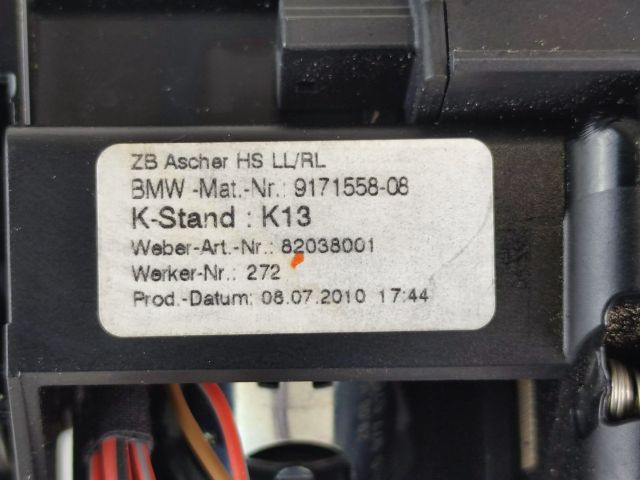 ZB Ascher HS LL/RL
BMW -Mat.-Nr.: 9171558-08
K-Stand : K13
Weber-Art.-Nr.: 82038001
Werker-Nr.: 272
Prod.-Datum: 08.07.2010 17:44